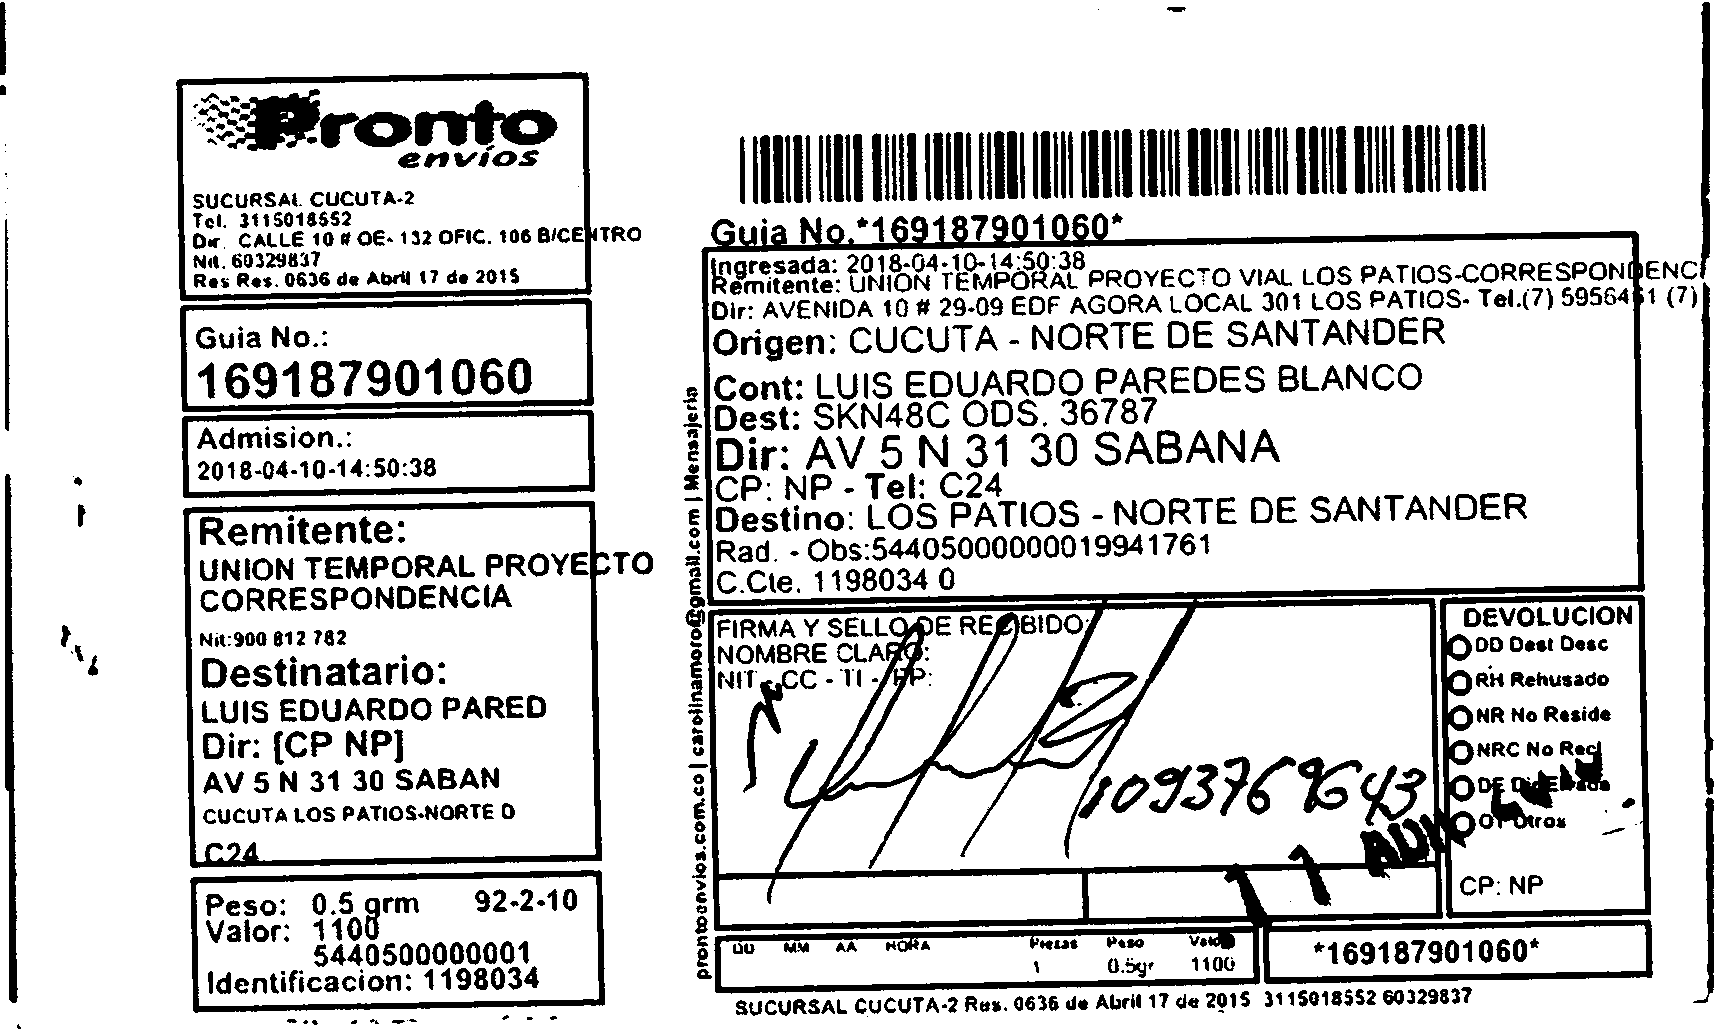 Pronto
envíos
SUCURSAL CUCUTA-2
Tel. 3115018552
Dir. CALLE 10 # OE- 132 OFIC. 106 B/CENTRO
Nit. 60329837
Res Res. 0636 de Abril 17 de 2015
Guia No.:
169187901060
Admision.:
2018-04-10-14:50:38
Remitente:
UNION TEMPORAL PROYECTO
CORRESPONDENCIA
Nit:900 812 782
Destinatario:
LUIS EDUARDO PARED
Dir: [CP NP]
AV 5 N 31 30 SABAN
CUCUTA LOS PATIOS-NORTE D
C24
Peso: 0.5 grm 92-2-10
Valor: 1100
5440500000001
Identificacion: 1198034
prontoenvios.com.co | carolinamoro@gmail.com | Mensajeria
Guia No.*169187901060*
Ingresada: 2018-04-10-14:50:38
Remitente: UNION TEMPORAL PROYECTO VIAL LOS PATIOS-CORRESPONDENCI
Dir: AVENIDA 10 # 29-09 EDF AGORA LOCAL 301 LOS PATIOS- Tel.(7) 5956451 (7)
Origen: CUCUTA - NORTE DE SANTANDER
Cont: LUIS EDUARDO PAREDES BLANCO
Dest: SKN48C ODS. 36787
Dir: AV 5 N 31 30 SABANA
CP: NP - Tel: C24
Destino: LOS PATIOS - NORTE DE SANTANDER
Rad. - Obs:544050000000019941761
C.Cte. 1198034 0
FIRMA Y SELLO DE RECIBIDO:
NOMBRE CLARO:
NIT - CC - TI - PP:
1093769643
DEVOLUCION
DD Dest Desc
RH Rehusado
NR No Reside
NRC No Recl
DE Dir Errada
OT Otros
CP: NP
DD MM AA HORA Piezas Peso Valor
1 0.5gr 1100
*169187901060*
SUCURSAL CUCUTA-2 Res. 0636 de Abril 17 de 2015 3115018552 60329837